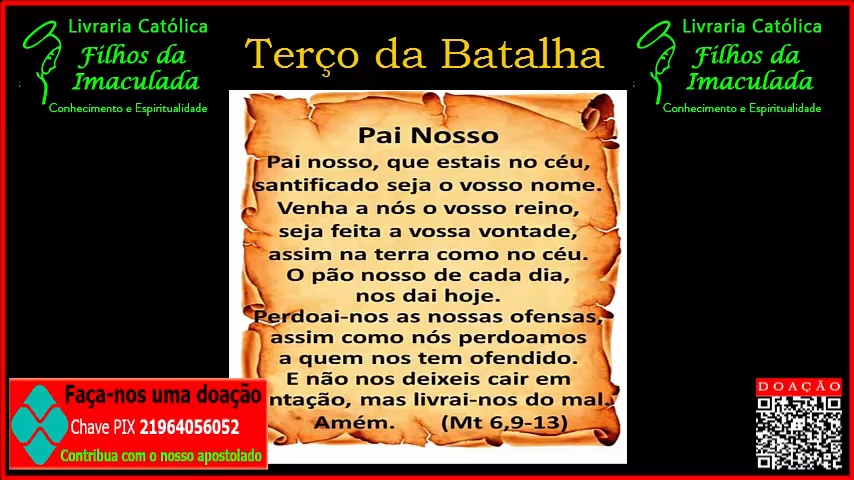 Livraria Católica
Filhos da
Imaculada
Conhecimento e Espiritualidade
Terço da Batalha
Livraria Católica
Filhos da
Imaculada
Conhecimento e Espiritualidade
Pai Nosso
Pai nosso, que estais no céu,
santificado seja o vosso nome.
Venha a nós o vosso reino,
seja feita a vossa vontade,
assim na terra como no céu.
O pão nosso de cada dia,
nos dai hoje.
Perdoai-nos as nossas ofensas,
assim como nós perdoamos
a quem nos tem ofendido.
E não nos deixeis cair em
ntação, mas livrai-nos do mal.
Amém. (Mt 6,9-13)
Faça-nos uma doação
Chave PIX 21964056052
Contribua com o nosso apostolado
DOAÇÃO